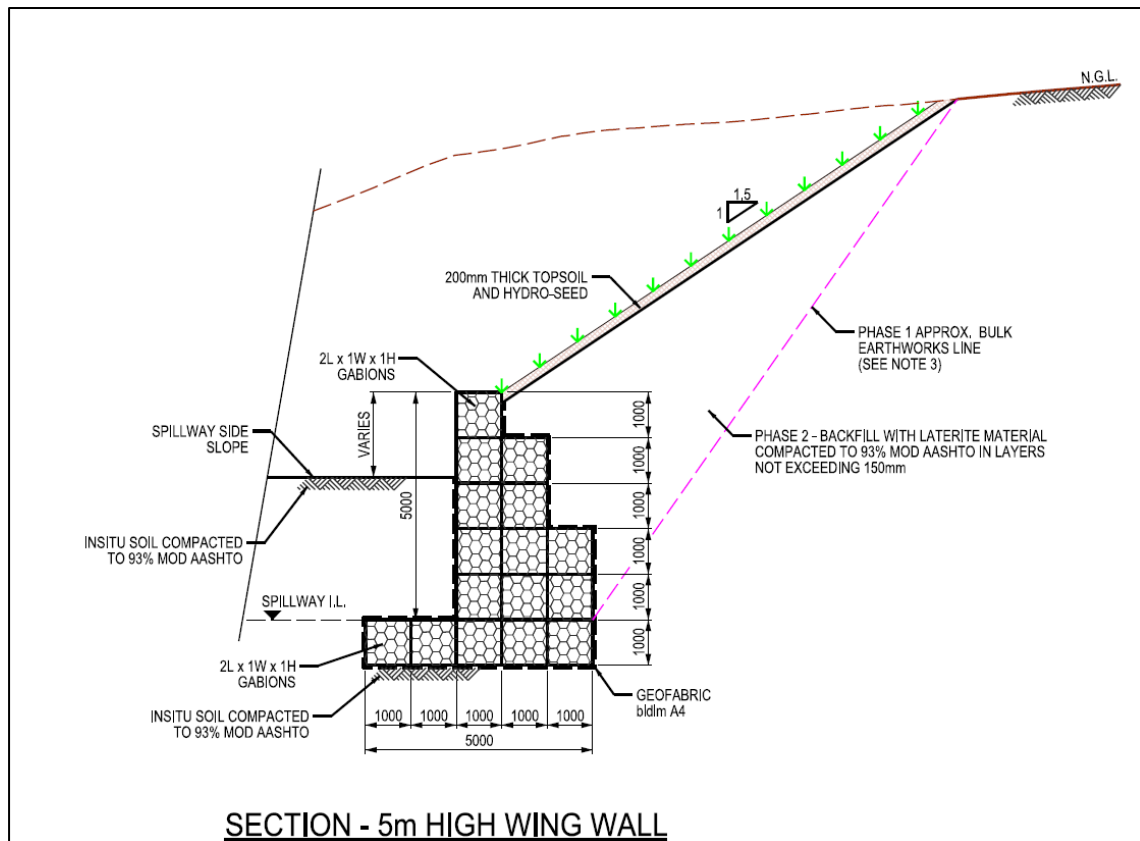 N.G.L.
1,5
1
200mm THICK TOPSOIL
AND HYDRO-SEED
PHASE 1 APPROX. BULK
EARTHWORKS LINE
(SEE NOTE 3)
2L x 1W x 1H
GABIONS
VARIES
5000
1000
1000
1000
1000
1000
1000
SPILLWAY SIDE
SLOPE
PHASE 2 - BACKFILL WITH LATERITE MATERIAL
COMPACTED TO 93% MOD AASHTO IN LAYERS
NOT EXCEEDING 150mm
INSITU SOIL COMPACTED
TO 93% MOD AASHTO
SPILLWAY I.L.
2L x 1W x 1H
GABIONS
GEOFABRIC
bldlm A4
INSITU SOIL COMPACTED
TO 93% MOD AASHTO
1000 1000 1000 1000 1000
5000
SECTION - 5m HIGH WING WALL